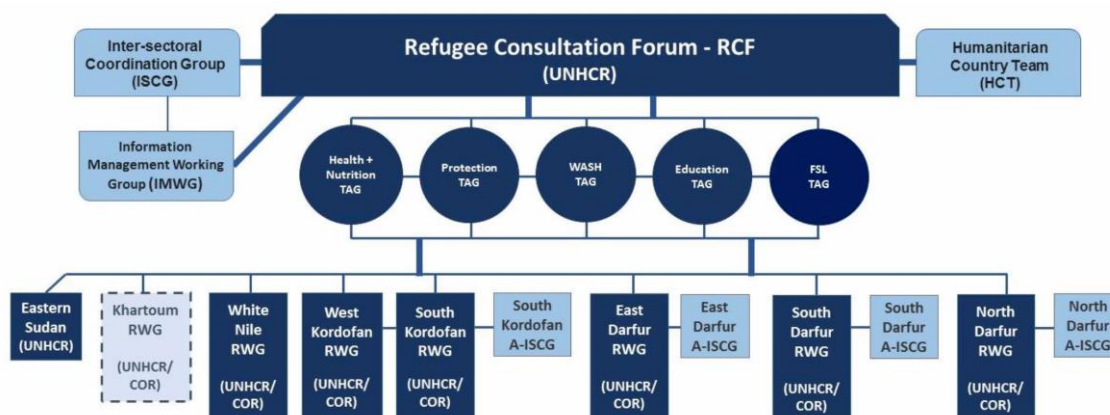 Inter-sectoral
Coordination Group
(ISCG)
Refugee Consultation Forum - RCF
(UNHCR)
Humanitarian
Country Team
(HCT)
Information
Management Working
Group (IMWG)
Health +
Nutrition
TAG
Protection
TAG
WASH
TAG
Education
TAG
FSL
TAG
Eastern
Sudan
(UNHCR)
Khartoum
RWG
(UNHCR/
COR)
White
Nile
RWG
(UNHCR/
COR)
West
Kordofan
RWG
(UNHCR/
COR)
South
Kordofan
RWG
(UNHCR/
COR)
South
Kordofan
A-ISCG
East
Darfur
RWG
(UNHCR/
COR)
East
Darfur
A-ISCG
South
Darfur
RWG
(UNHCR/
COR)
South
Darfur
A-ISCG
North
Darfur
RWG
(UNHCR/
COR)
North
Darfur
A-ISCG